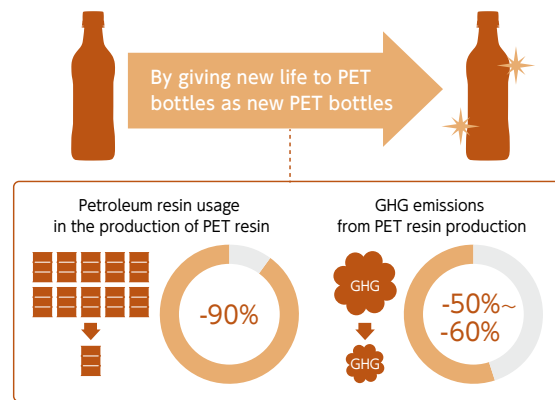 By giving new life to PET
bottles as new PET bottles
Petroleum resin usage
in the production of PET resin
-90%
GHG emissions
from PET resin production
GHG
GHG
-50%~
-60%